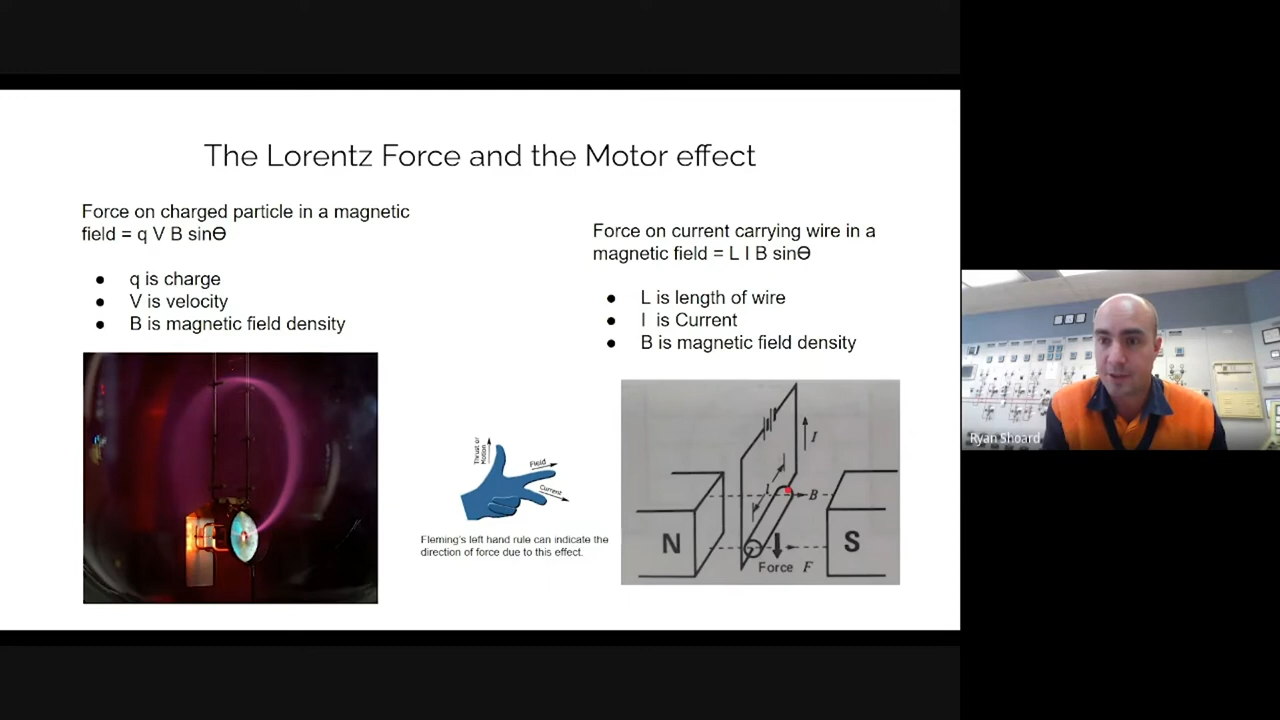 The Lorentz Force and the Motor effect
Force on charged particle in a magnetic
field = q V B sinΘ
● q is charge
● V is velocity
● B is magnetic field density
Force on current carrying wire in a
magnetic field = L I B sinΘ
● L is length of wire
● I is Current
● B is magnetic field density
Thrust or
Motion
Field
Current
Fleming's left hand rule can indicate the
direction of force due to this effect.
I
l
B
N
S
Force F
Ryan Shoard